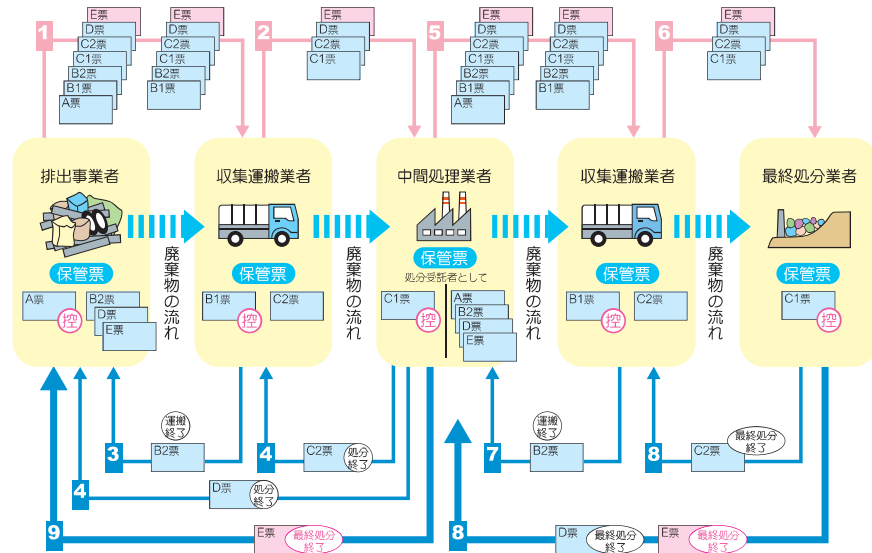 1
E票
D票
C2票
C1票
B2票
B1票
A票
E票
D票
C2票
C1票
B2票
B1票
2
E票
D票
C2票
C1票
5
E票
D票
C2票
C1票
B2票
B1票
A票
E票
D票
C2票
C1票
B2票
B1票
6
E票
D票
C2票
C1票
排出事業者
保管票
A票
控
B2票
D票
E票
廃棄物の流れ
収集運搬業者
保管票
B1票
控
C2票
廃棄物の流れ
中間処理業者
保管票
処分受託者として
C1票
控
A票
B2票
D票
E票
廃棄物の流れ
収集運搬業者
保管票
B1票
控
C2票
廃棄物の流れ
最終処分業者
保管票
C1票
控
3
B2票
運搬
終了
4
C2票
処分
終了
7
B2票
運搬
終了
8
C2票
最終処分
終了
4
D票
処分
終了
9
E票
最終処分
終了
8
D票
最終処分
終了
E票
最終処分
終了